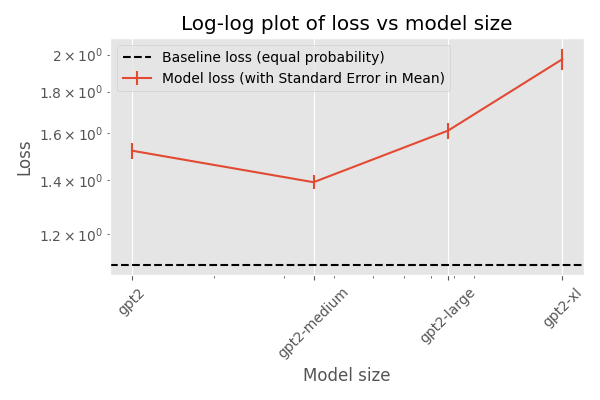 Log-log plot of loss vs model size
Baseline loss (equal probability)
Model loss (with Standard Error in Mean)
Loss
2 × 10⁰
1.8 × 10⁰
1.6 × 10⁰
1.4 × 10⁰
1.2 × 10⁰
gpt2
gpt2-medium
gpt2-large
gpt2-xl
Model size